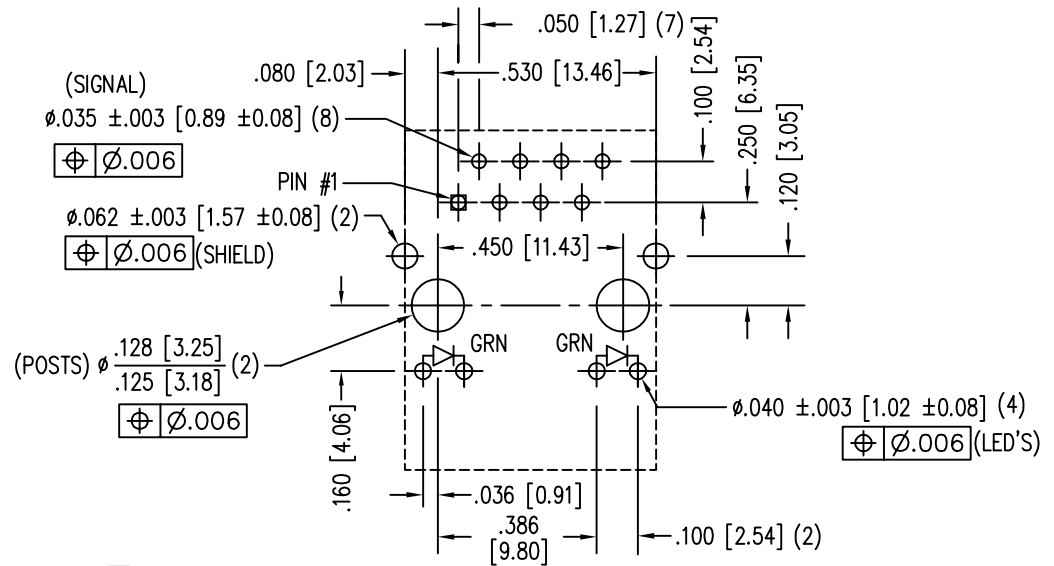 .050 [1.27] (7)
.100 [2.54]
.080 [2.03]
.530 [13.46]
.250 [6.35]
(SIGNAL)
ø.035 ±.003 [0.89 ±0.08] (8)
⌖ Ø.006
.120 [3.05]
PIN #1
ø.062 ±.003 [1.57 ±0.08] (2)
⌖ Ø.006 (SHIELD)
.450 [11.43]
GRN
GRN
(POSTS) ø .128 [3.25]
.125 [3.18] (2)
⌖ Ø.006
ø.040 ±.003 [1.02 ±0.08] (4)
⌖ Ø.006 (LED'S)
.160 [4.06]
.036 [0.91]
.386
[9.80]
.100 [2.54] (2)